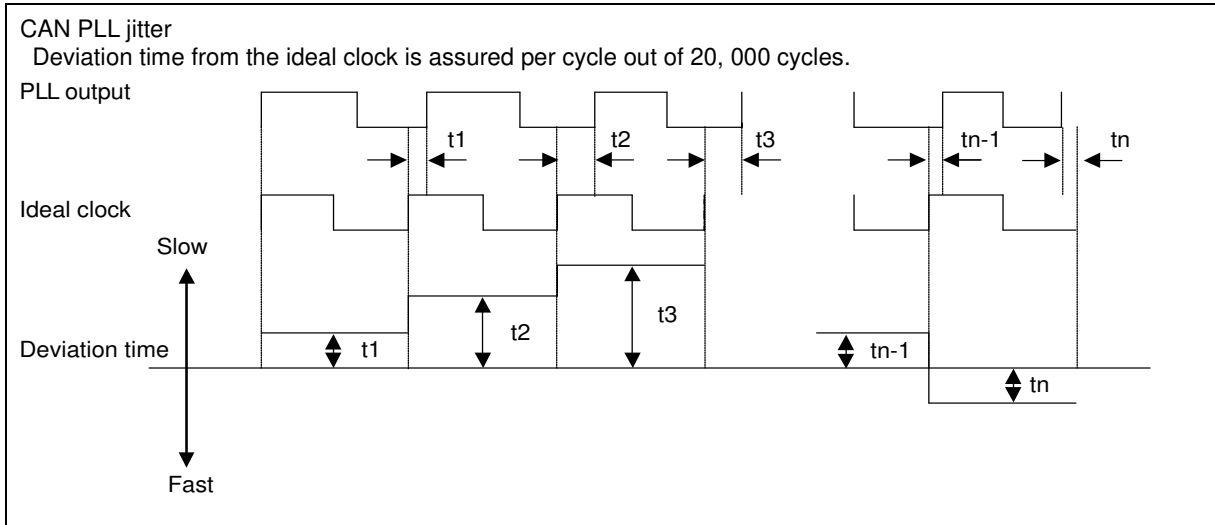 CAN PLL jitter
Deviation time from the ideal clock is assured per cycle out of 20, 000 cycles.
PLL output
t1
t2
t3
tn-1
tn
Ideal clock
Slow
Deviation time
t1
t2
t3
tn-1
tn
Fast